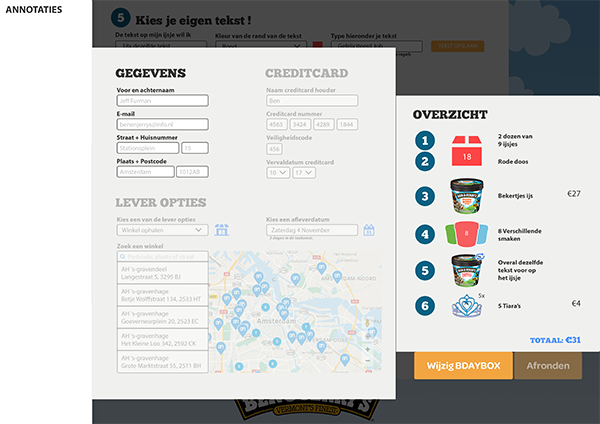 ANNOTATIES
5 Kies je eigen tekst !
De tekst op mijn ijsje wil ik
Kleur van de rand van de tekst
Type hieronder je tekst
GEGEVENS
Voor en achternaam
Jeff Furman
E-mail
Straat + Huisnummer
Stationsplein 15
Plaats + Postcode
Amsterdam 1012AB
CREDITCARD
Naam creditcard houder
Ben
Creditcard nummer
4563 3424 4289 1844
Veiligheidscode
456
Vervaldatum creditcard
10 17
LEVER OPTIES
Kies een van de lever opties
Winkel ophalen
Kies een afleverdatum
Zaterdag 4 November
Zoek een winkel
AH 's-gravendeel
Langestraat 5, 3295 BJ
AH 's-gravenhage
Betje Wolffstraat 134, 2533 HT
AH 's-gravenhage
Goeverneurplein 20, 2523 EC
AH 's-gravenhage
Het Kleine Loo 342, 2592 CK
AH 's-gravenhage
Grote Marktstraat 55, 2511 BH
Amsterdam
OVERZICHT
1
2 dozen van
9 ijsjes
2
18
Rode doos
3
Bekertjes ijs
€27
4
8
8 Verschillende
smaken
5
Overal dezelfde
tekst voor op
het ijsje
6
5x
5 Tiara's
€4
TOTAAL: €31
Wijzig BDAYBOX
Afronden
VERMONT'S FINEST